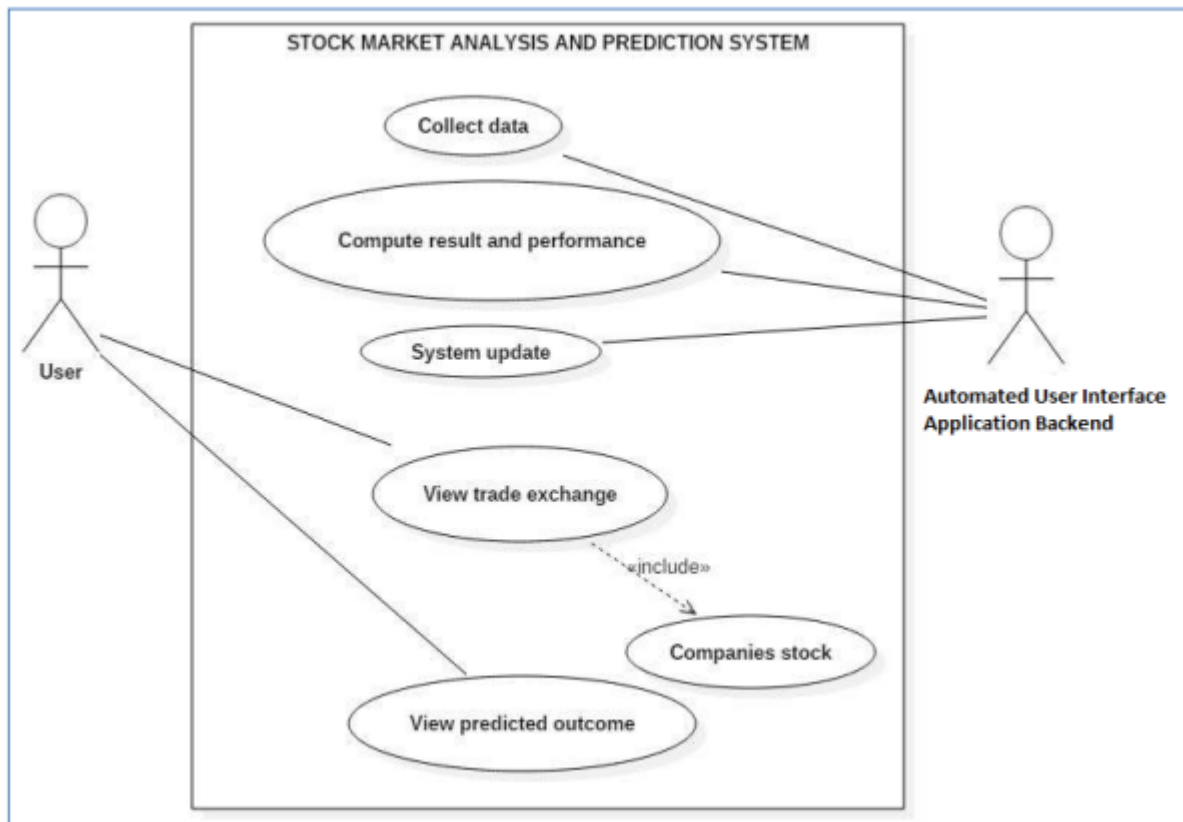 STOCK MARKET ANALYSIS AND PREDICTION SYSTEM
Collect data
Compute result and performance
System update
User
Automated User Interface
Application Backend
View trade exchange
«include»
Companies stock
View predicted outcome